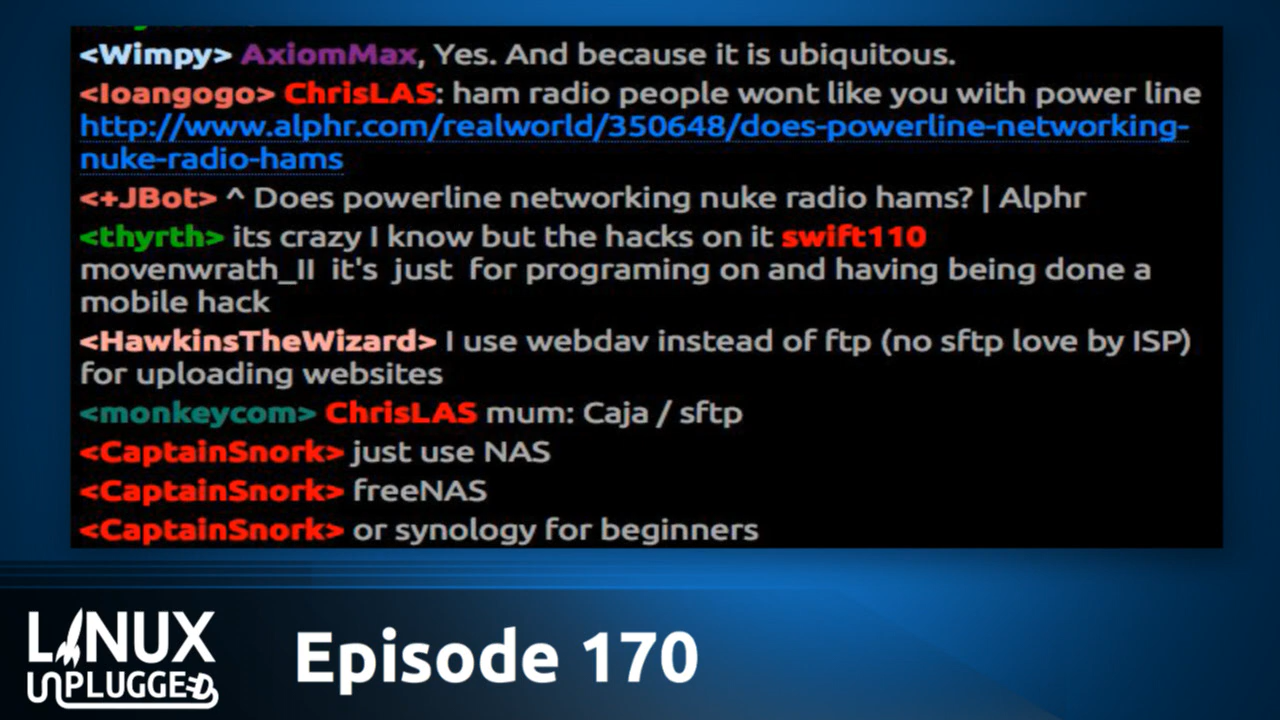 <Wimpy> AxiomMax, Yes. And because it is ubiquitous.
<loangogo> ChrisLAS: ham radio people wont like you with power line
http://www.alphr.com/realworld/350648/does-powerline-networking-
nuke-radio-hams
<+JBot> ^ Does powerline networking nuke radio hams? | Alphr
<thyrth> its crazy I know but the hacks on it swift110
movenwrath_II it's just for programing on and having being done a
mobile hack
<HawkinsTheWizard> I use webdav instead of ftp (no sftp love by ISP)
for uploading websites
<monkeycom> ChrisLAS mum: Caja / sftp
<CaptainSnork> just use NAS
<CaptainSnork> freeNAS
<CaptainSnork> or synology for beginners
LINUX
UNPLUGGED
Episode 170